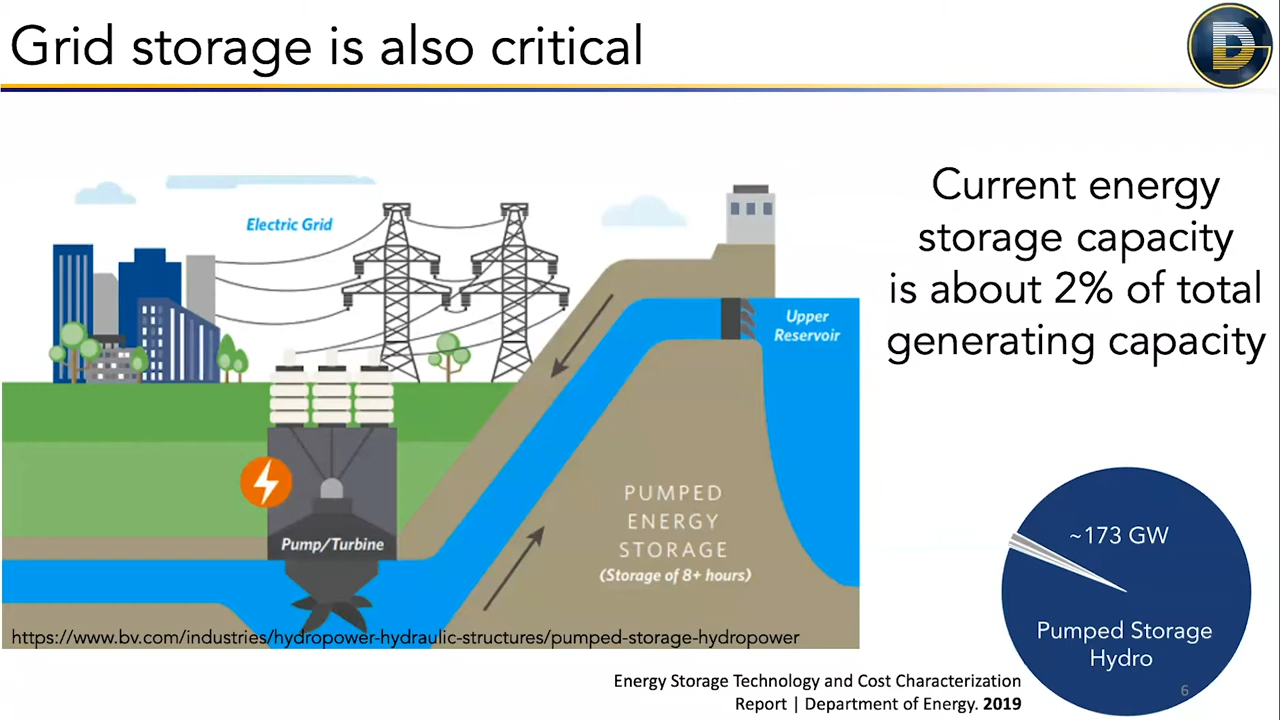 Grid storage is also critical
Electric Grid
Upper
Reservoir
PUMPED
ENERGY
STORAGE
(Storage of 8+ hours)
Pump/Turbine
https://www.bv.com/industries/hydropower-hydraulic-structures/pumped-storage-hydropower
Current energy
storage capacity
is about 2% of total
generating capacity
~173 GW
Pumped Storage
Hydro
Energy Storage Technology and Cost Characterization
Report | Department of Energy. 2019
6